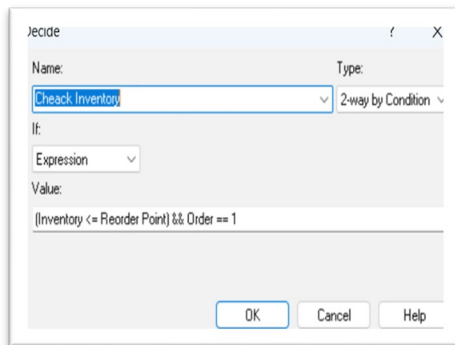 Decide ? X
Name: Type:
Cheack Inventory 2-way by Condition
If:
Expression
Value:
(Inventory <= Reorder Point) && Order == 1
OK Cancel Help